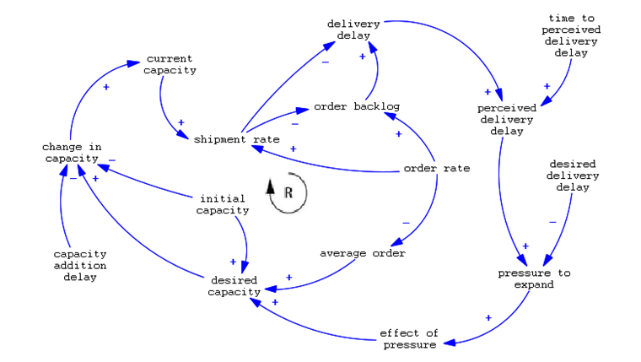 time to
perceived
delivery
delay
delivery
delay
current
capacity
–
+
+
+
+
order backlog
perceived
delivery
delay
+
–
shipment rate
+
+
change in
capacity
–
order rate
desired
delivery
delay
– +
R
initial
capacity
–
–
average order
+
capacity
addition
delay
+
desired
capacity
+
+
pressure to
expand
+
effect of
pressure
+